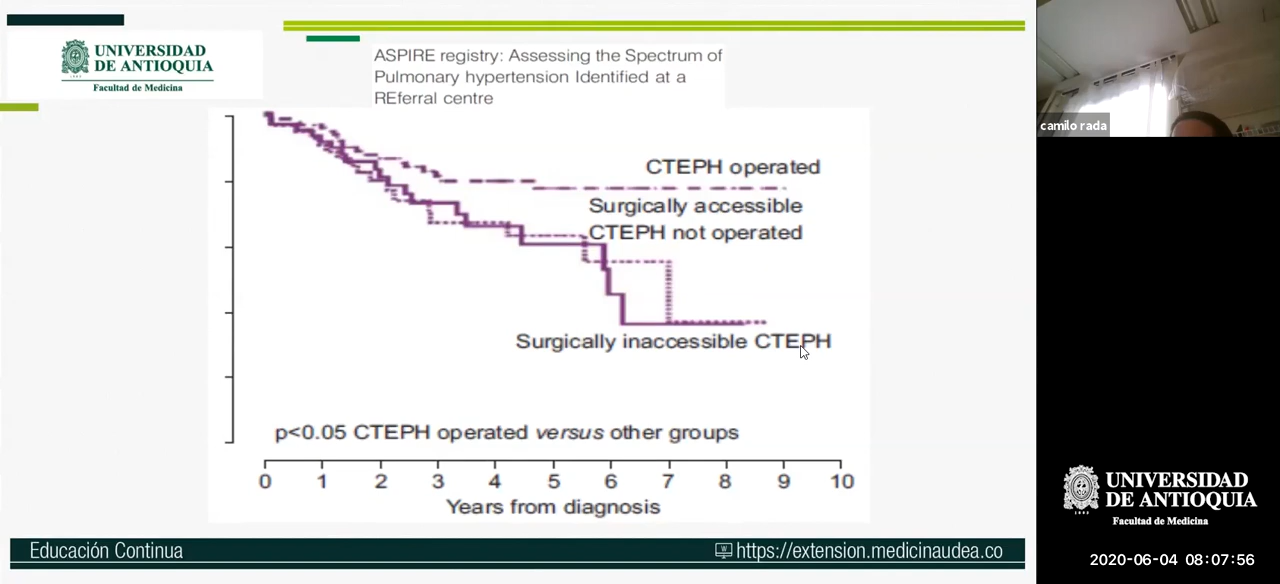 UNIVERSIDAD
DE ANTIOQUIA
1803
Facultad de Medicina
ASPIRE registry: Assessing the Spectrum of
Pulmonary hypertension Identified at a
REferral centre
CTEPH operated
Surgically accessible
CTEPH not operated
Surgically inaccessible CTEPH
p<0.05 CTEPH operated versus other groups
0 1 2 3 4 5 6 7 8 9 10
Years from diagnosis
Educación Continua
W https://extension.medicinaudea.co
camilo rada
UNIVERSIDAD
DE ANTIOQUIA
1803
Facultad de Medicina
2020-06-04 08:07:56